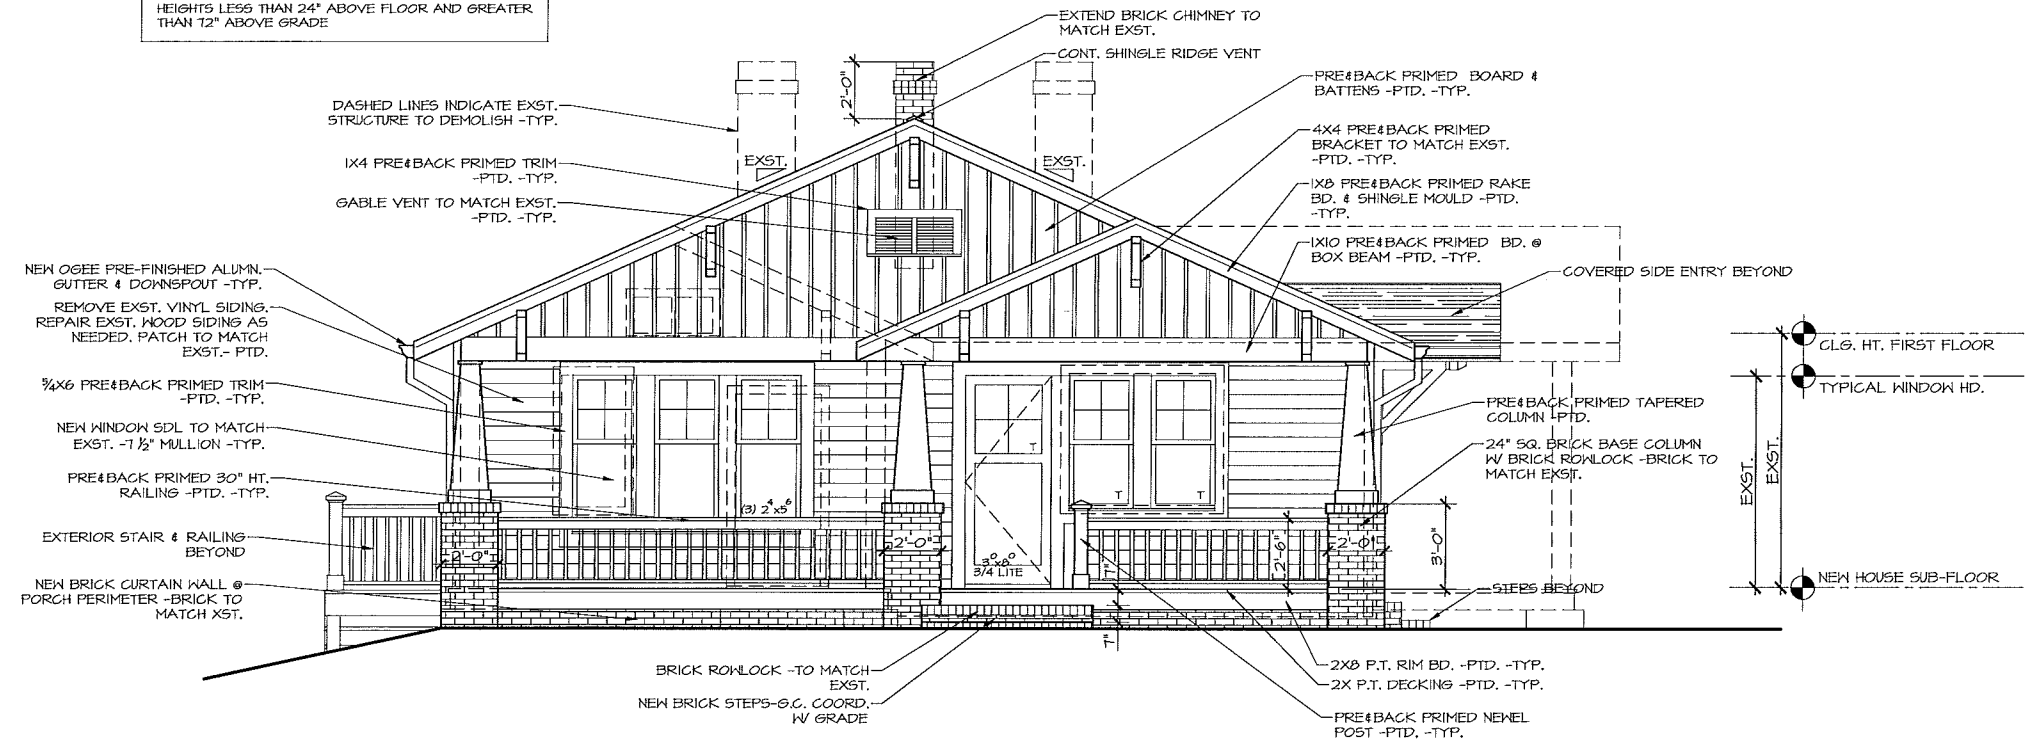 HEIGHTS LESS THAN 24" ABOVE FLOOR AND GREATER
THAN 72" ABOVE GRADE
EXTEND BRICK CHIMNEY TO
MATCH EXST.
CONT. SHINGLE RIDGE VENT
2'-0"
DASHED LINES INDICATE EXST.
STRUCTURE TO DEMOLISH -TYP.
1X4 PRE&BACK PRIMED TRIM
-PTD. -TYP.
GABLE VENT TO MATCH EXST.
-PTD. -TYP.
EXST.
EXST.
PRE&BACK PRIMED BOARD &
BATTENS -PTD. -TYP.
4X4 PRE&BACK PRIMED
BRACKET TO MATCH EXST.
-PTD. -TYP.
1X8 PRE&BACK PRIMED RAKE
BD. & SHINGLE MOULD -PTD.
-TYP.
1X10 PRE&BACK PRIMED BD. @
BOX BEAM -PTD. -TYP.
COVERED SIDE ENTRY BEYOND
NEW OGEE PRE-FINISHED ALUMN.
GUTTER & DOWNSPOUT -TYP.
REMOVE EXST. VINYL SIDING.
REPAIR EXST. WOOD SIDING AS
NEEDED. PATCH TO MATCH
EXST.- PTD.
5/4X6 PRE&BACK PRIMED TRIM
-PTD. -TYP.
NEW WINDOW SDL TO MATCH
EXST. -7 1/2" MULLION -TYP.
PRE&BACK PRIMED 30" HT.
RAILING -PTD. -TYP.
EXTERIOR STAIR & RAILING
BEYOND
NEW BRICK CURTAIN WALL @
PORCH PERIMETER -BRICK TO
MATCH XST.
CLG. HT. FIRST FLOOR
TYPICAL WINDOW HD.
PRE&BACK PRIMED TAPERED
COLUMN -PTD.
24" SQ. BRICK BASE COLUMN
W/ BRICK ROWLOCK -BRICK TO
MATCH EXST.
EXST.
EXST.
NEW HOUSE SUB-FLOOR
STEPS BEYOND
T
T
T
(3) 2⁴x5⁶
3⁰x8⁰
3/4 LITE
2'-0"
2'-0"
2'-0"
2'-6"
3'-0"
7"
7"
BRICK ROWLOCK -TO MATCH
EXST.
NEW BRICK STEPS-G.C. COORD.
W/ GRADE
2X8 P.T. RIM BD. -PTD. -TYP.
2X P.T. DECKING -PTD. -TYP.
PRE&BACK PRIMED NEWEL
POST -PTD. -TYP.